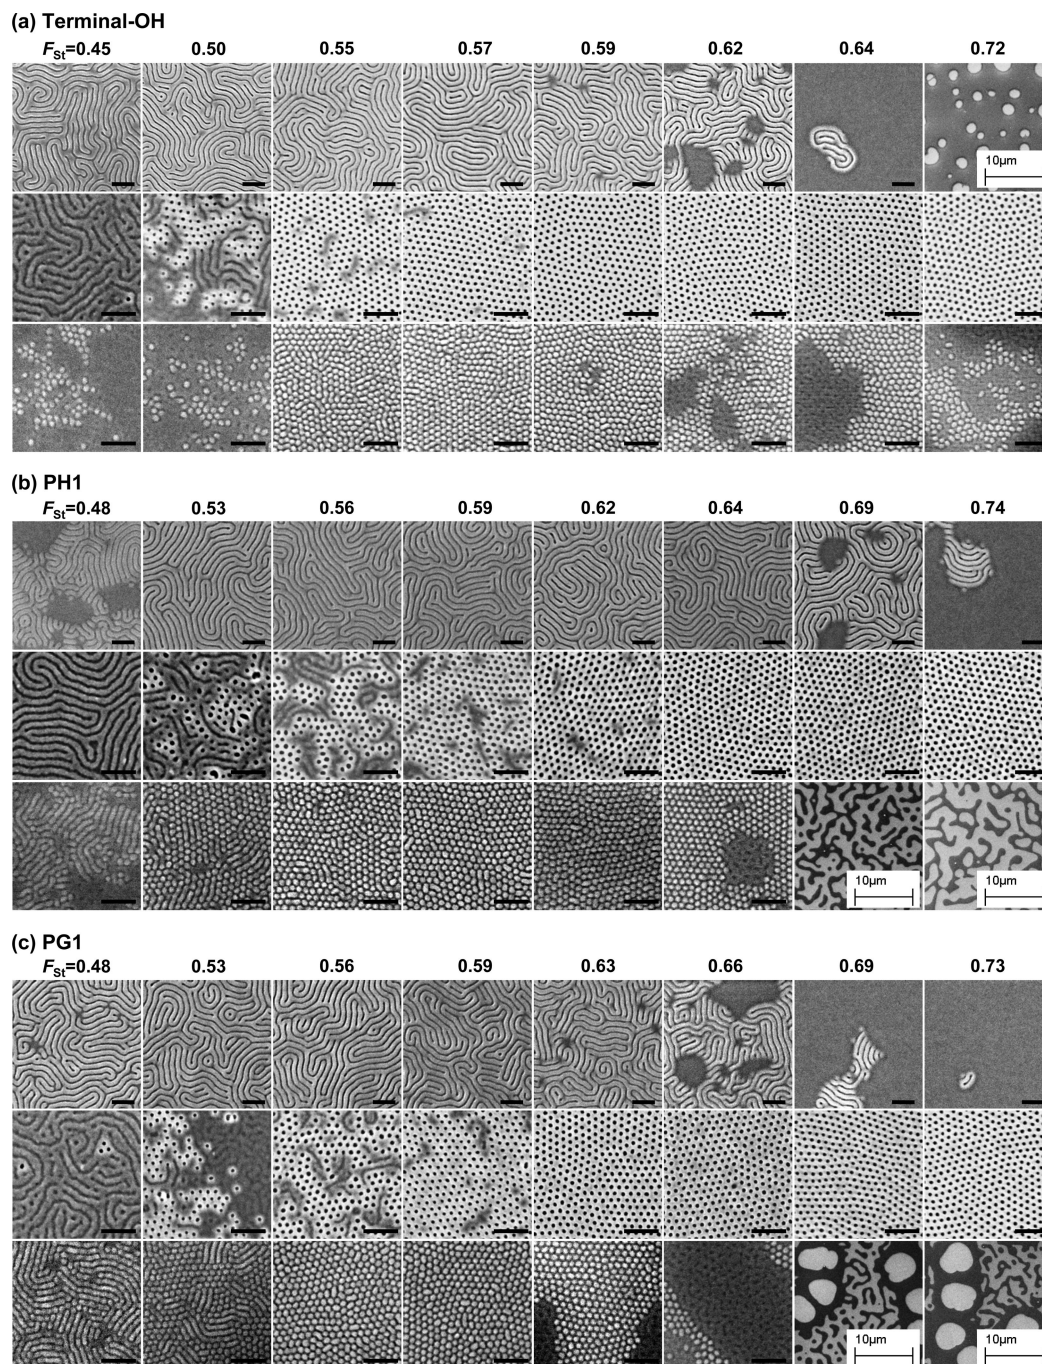 (a) Terminal-OH
FSt=0.45 0.50 0.55 0.57 0.59 0.62 0.64 0.72
10µm
(b) PH1
FSt=0.48 0.53 0.56 0.59 0.62 0.64 0.69 0.74
10µm 10µm
(c) PG1
FSt=0.48 0.53 0.56 0.59 0.63 0.66 0.69 0.73
10µm 10µm